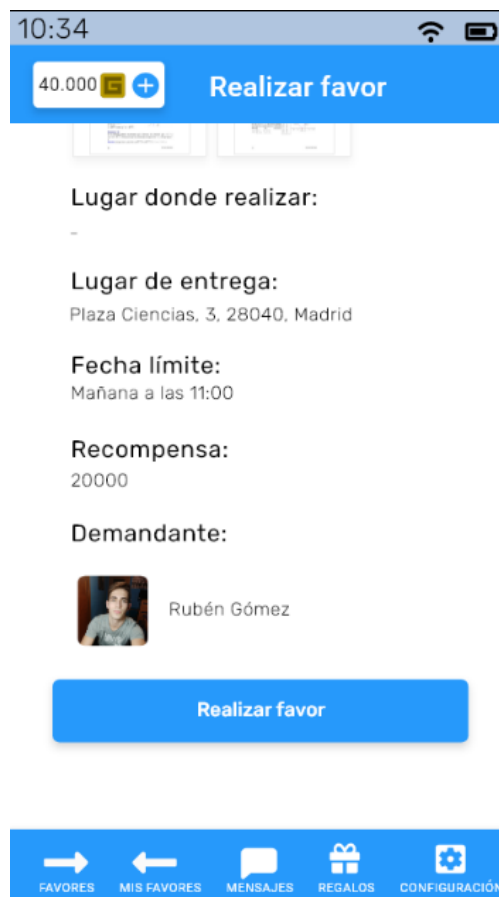 10:34
40.000 G
Realizar favor
Lugar donde realizar:
-
Lugar de entrega:
Plaza Ciencias, 3, 28040, Madrid
Fecha límite:
Mañana a las 11:00
Recompensa:
20000
Demandante:
Rubén Gómez
Realizar favor
FAVORES MIS FAVORES MENSAJES REGALOS CONFIGURACIÓN